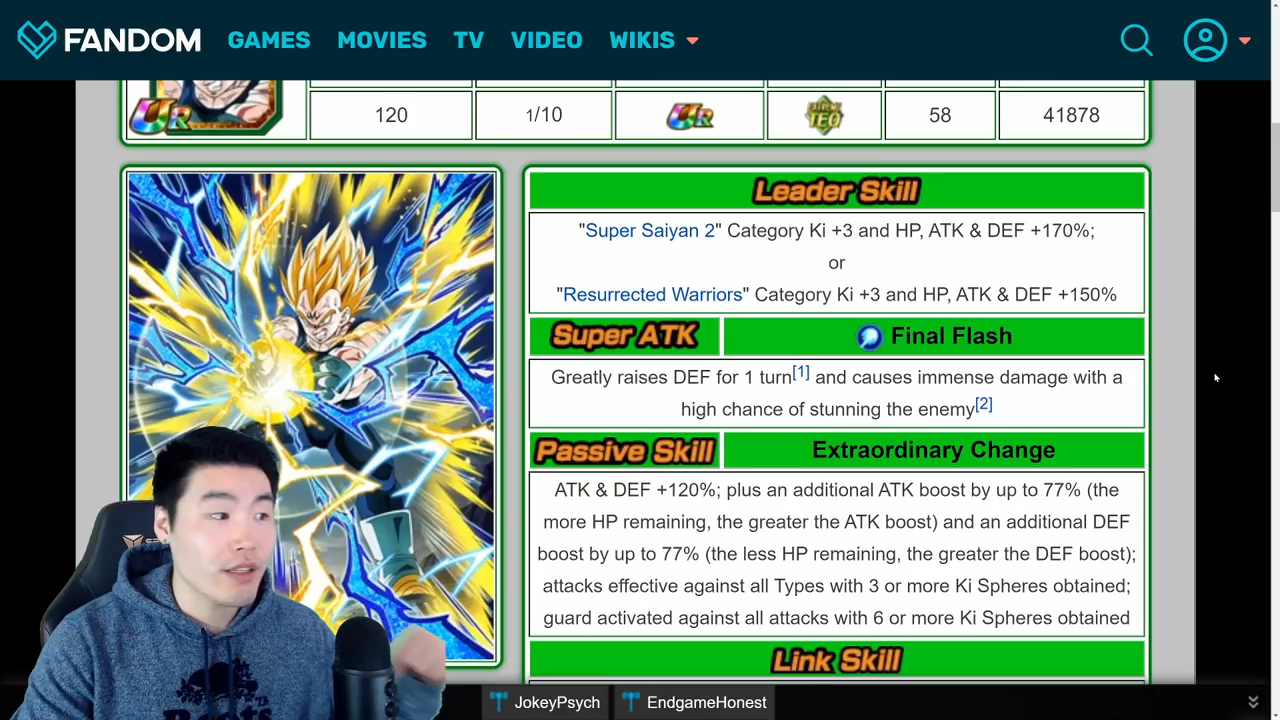 FANDOM GAMES MOVIES TV VIDEO WIKIS
UR 120 1/10 UR EXTREME TEQ 58 41878
Leader Skill
"Super Saiyan 2" Category Ki +3 and HP, ATK & DEF +170%;
or
"Resurrected Warriors" Category Ki +3 and HP, ATK & DEF +150%
Super ATK Final Flash
Greatly raises DEF for 1 turn[1] and causes immense damage with a
high chance of stunning the enemy[2]
Passive Skill Extraordinary Change
ATK & DEF +120%; plus an additional ATK boost by up to 77% (the
more HP remaining, the greater the ATK boost) and an additional DEF
boost by up to 77% (the less HP remaining, the greater the DEF boost);
attacks effective against all Types with 3 or more Ki Spheres obtained;
guard activated against all attacks with 6 or more Ki Spheres obtained
Link Skill
JokeyPsych EndgameHonest